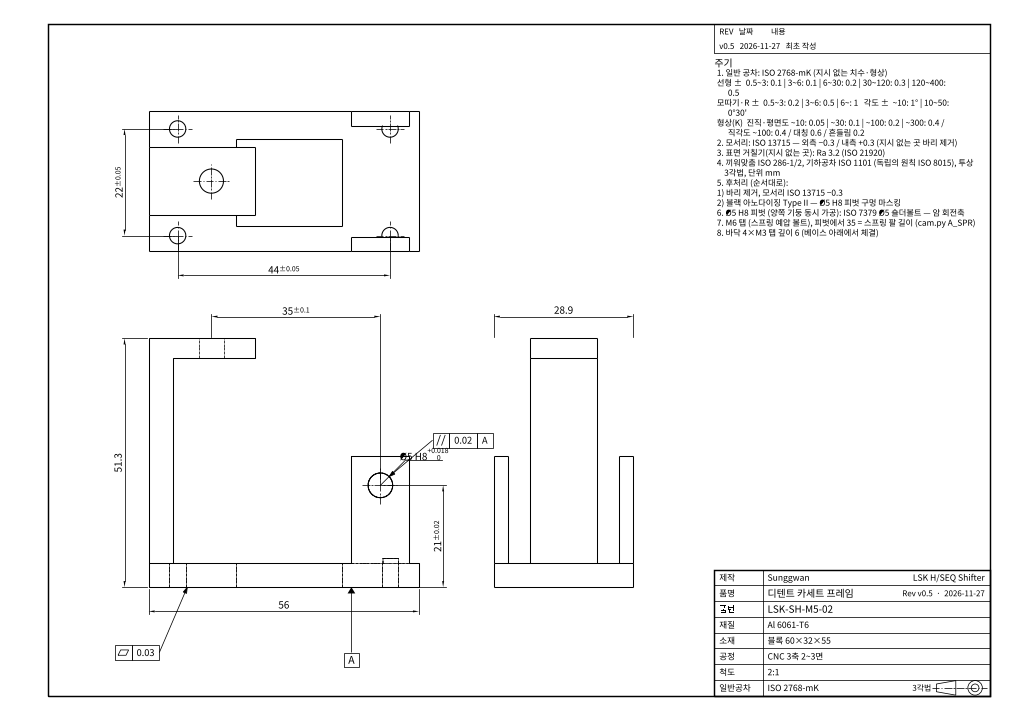 REV 날짜 내용
v0.5 2026-11-27 최초 작성
주기
1. 일반 공차: ISO 2768-mK (지시 없는 치수·형상)
선형 ± 0.5~3: 0.1 | 3~6: 0.1 | 6~30: 0.2 | 30~120: 0.3 | 120~400:
0.5
모따기·R ± 0.5~3: 0.2 | 3~6: 0.5 | 6~: 1 각도 ± ~10: 1° | 10~50:
0°30'
형상(K) 진직·평면도 ~10: 0.05 | ~30: 0.1 | ~100: 0.2 | ~300: 0.4 /
직각도 ~100: 0.4 / 대칭 0.6 / 흔들림 0.2
2. 모서리: ISO 13715 — 외측 −0.3 / 내측 +0.3 (지시 없는 곳 바리 제거)
3. 표면 거칠기(지시 없는 곳): Ra 3.2 (ISO 21920)
4. 끼워맞춤 ISO 286-1/2, 기하공차 ISO 1101 (독립의 원칙 ISO 8015), 투상
3각법, 단위 mm
5. 후처리 (순서대로):
1) 바리 제거, 모서리 ISO 13715 −0.3
2) 블랙 아노다이징 Type II — 5 H8 피벗 구멍 마스킹
6. 5 H8 피벗 (양쪽 기둥 동시 가공): ISO 7379 5 숄더볼트 — 암 회전축
7. M6 탭 (스프링 예압 볼트), 피벗에서 35 = 스프링 팔 길이 (cam.py A_SPR)
8. 바닥 4×M3 탭 깊이 6 (베이스 아래에서 체결)
22±0.05
44±0.05
35±0.1
28.9
51.3
// 0.02 A
5 H8 +0.018 0
21±0.02
56
0.03
A
제작 Sunggwan LSK H/SEQ Shifter
품명 디텐트 카세트 프레임 Rev v0.5 · 2026-11-27
품번 LSK-SH-M5-02
재질 Al 6061-T6
소재 블록 60×32×55
공정 CNC 3축 2~3면
척도 2:1
일반공차 ISO 2768-mK 3각법